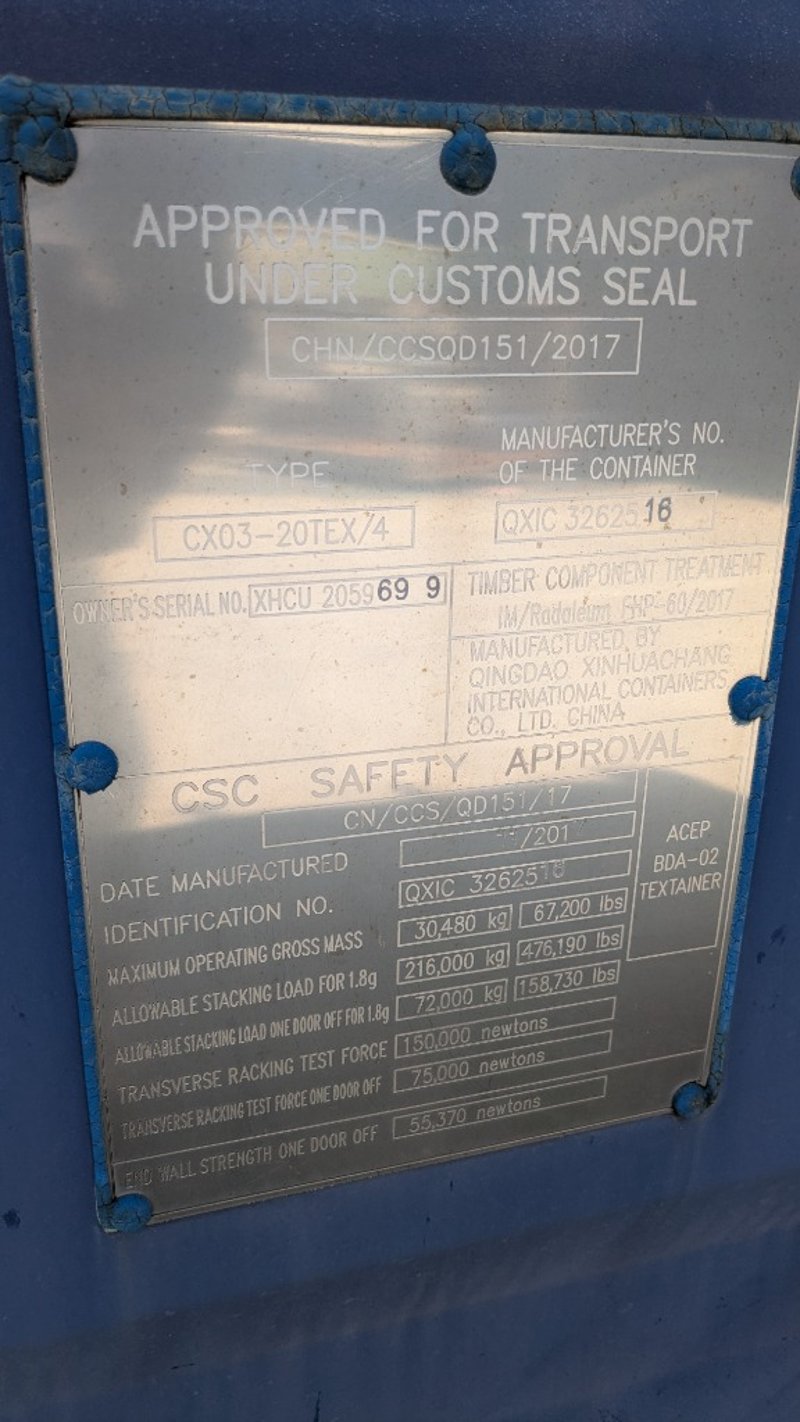 APPROVED FOR TRANSPORT
UNDER CUSTOMS SEAL
CHN/CCSQD151/2017
TYPE
CX03-20TEX/4
MANUFACTURER'S NO.
OF THE CONTAINER
QXIC 3262516
OWNER'S SERIAL NO. XHCU 205969 9
TIMBER COMPONENT TREATMENT
IM/Radaleum FHP-60/2017
MANUFACTURED BY
QINGDAO XINHUACHANG
INTERNATIONAL CONTAINERS
CO., LTD. CHINA
CSC SAFETY APPROVAL
CN/CCS/QD151/17
DATE MANUFACTURED /201
IDENTIFICATION NO. QXIC 3262516
MAXIMUM OPERATING GROSS MASS 30,480 kg 67,200 lbs
ALLOWABLE STACKING LOAD FOR 1.8g 216,000 kg 476,190 lbs
ALLOWABLE STACKING LOAD ONE DOOR OFF FOR 1.8g 72,000 kg 158,730 lbs
TRANSVERSE RACKING TEST FORCE 150,000 newtons
TRANSVERSE RACKING TEST FORCE ONE DOOR OFF 75,000 newtons
END WALL STRENGTH ONE DOOR OFF 55,370 newtons
ACEP
BDA-02
TEXTAINER